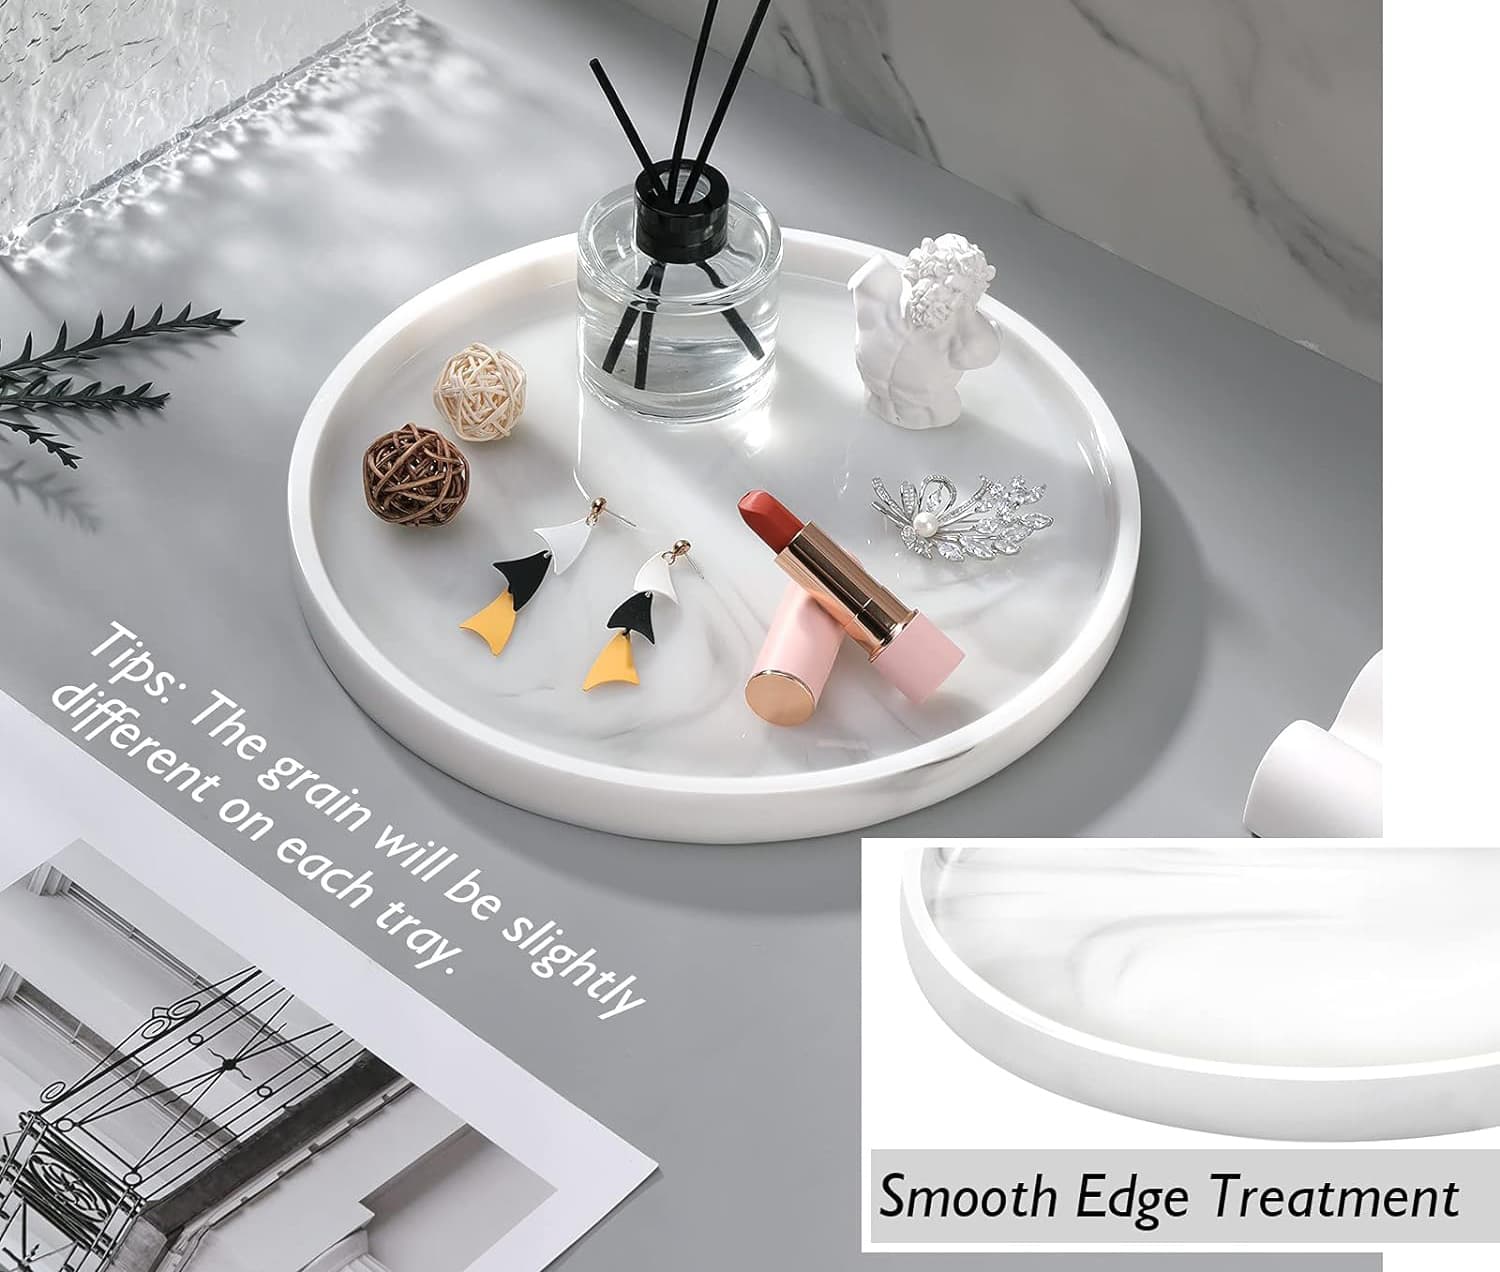 Tips: The grain will be slightly
different on each tray.
Smooth Edge Treatment